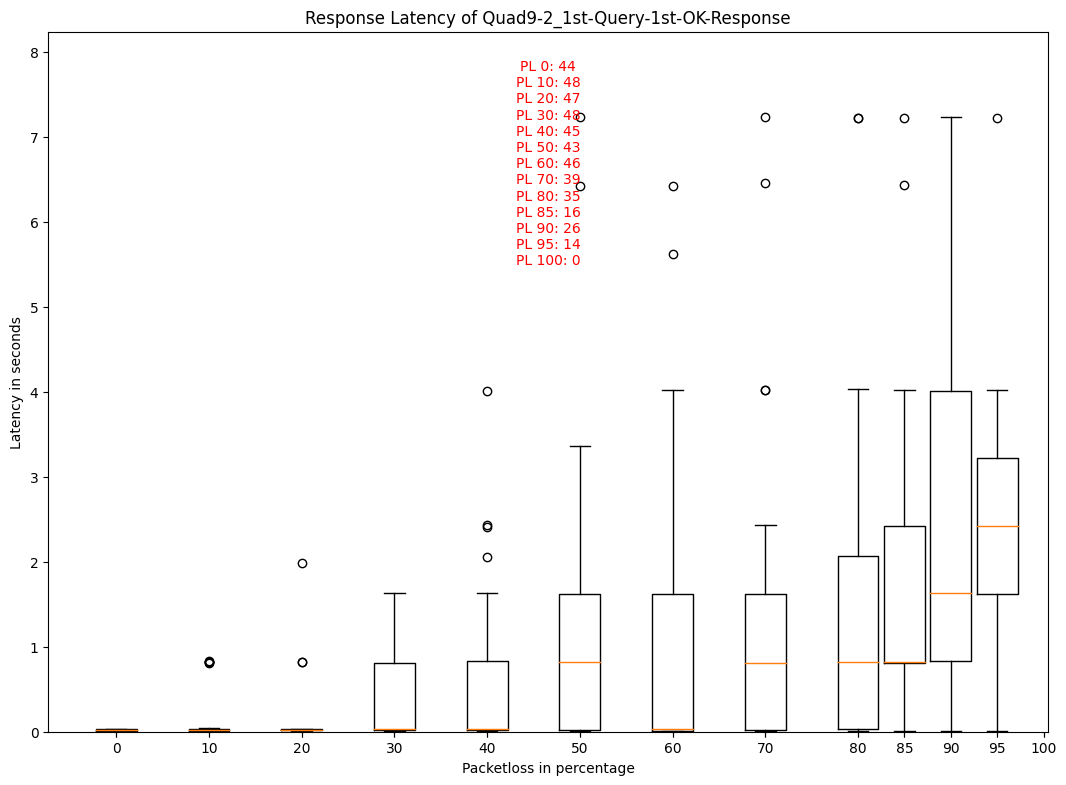 Response Latency of Quad9-2_1st-Query-1st-OK-Response
PL 0: 44
PL 10: 48
PL 20: 47
PL 30: 48
PL 40: 45
PL 50: 43
PL 60: 46
PL 70: 39
PL 80: 35
PL 85: 16
PL 90: 26
PL 95: 14
PL 100: 0
Latency in seconds
8
7
6
5
4
3
2
1
0
0 10 20 30 40 50 60 70 80 85 90 95 100
Packetloss in percentage